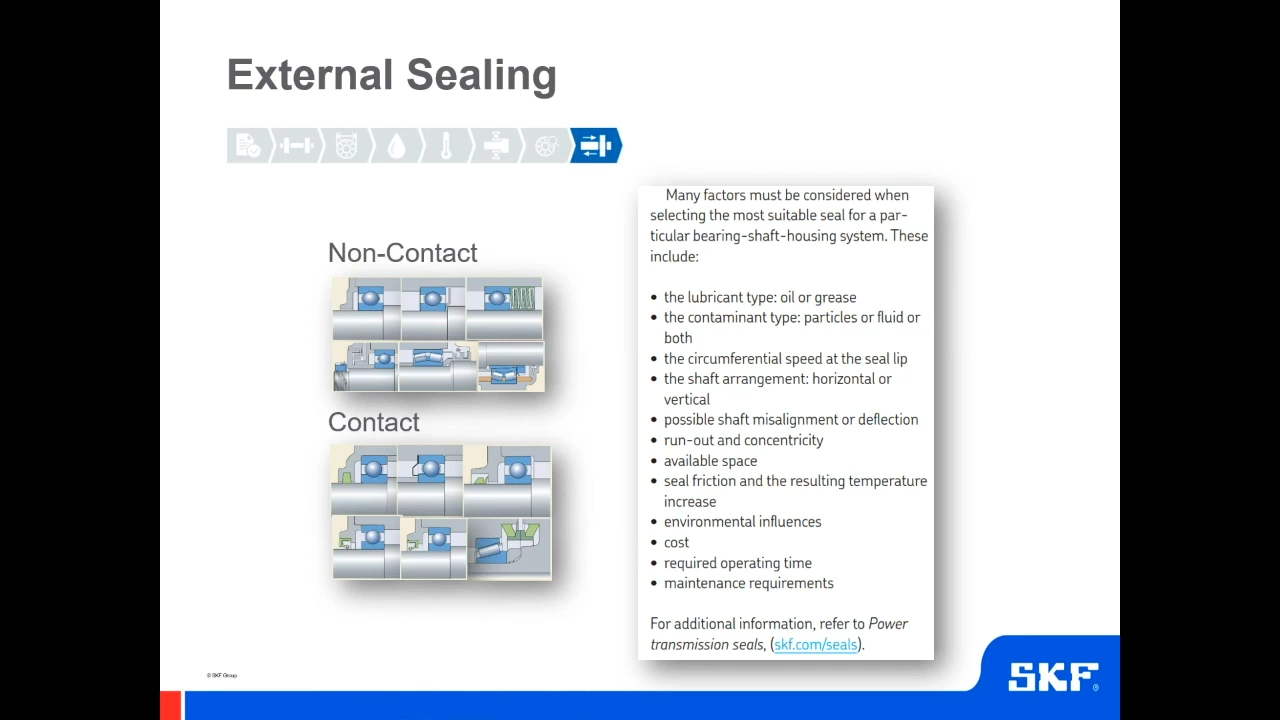 External Sealing
Non-Contact
Contact
Many factors must be considered when
selecting the most suitable seal for a par-
ticular bearing-shaft-housing system. These
include:
• the lubricant type: oil or grease
• the contaminant type: particles or fluid or
both
• the circumferential speed at the seal lip
• the shaft arrangement: horizontal or
vertical
• possible shaft misalignment or deflection
• run-out and concentricity
• available space
• seal friction and the resulting temperature
increase
• environmental influences
• cost
• required operating time
• maintenance requirements
For additional information, refer to Power
transmission seals, (skf.com/seals).
© SKF Group
SKF®